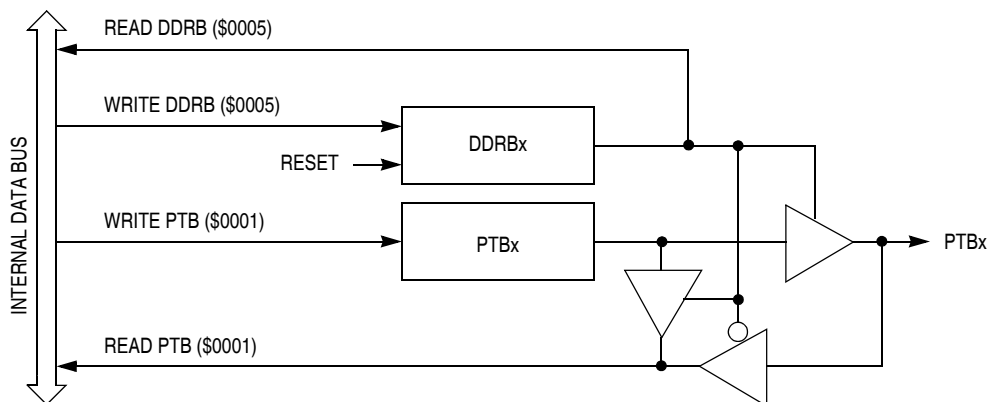 READ DDRB ($0005)
WRITE DDRB ($0005)
DDRBx
RESET
INTERNAL DATA BUS
WRITE PTB ($0001)
PTBx
PTBx
READ PTB ($0001)